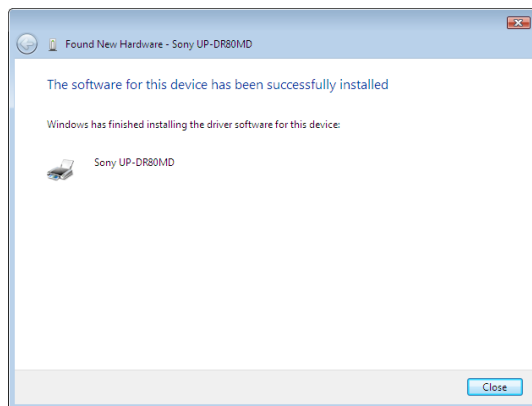 Found New Hardware - Sony UP-DR80MD
The software for this device has been successfully installed
Windows has finished installing the driver software for this device:
Sony UP-DR80MD
Close